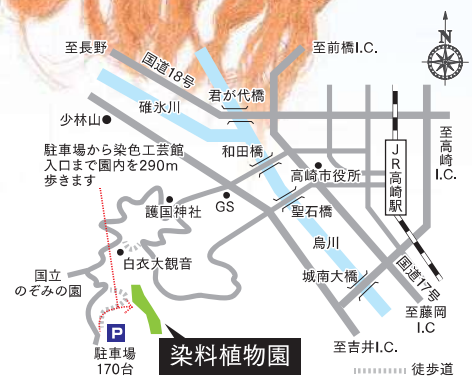 至長野
国道18号
至前橋I.C.
N
君が代橋
碓氷川
少林山
和田橋
至高崎I.C.
JR高崎駅
駐車場から染色工芸館
入口まで園内を290m
歩きます
高崎市役所
護国神社
GS
聖石橋
烏川
白衣大観音
国立
のぞみの園
城南大橋
国道17号
至藤岡
I.C
P
駐車場
170台
染料植物園
至吉井I.C.
徒歩道